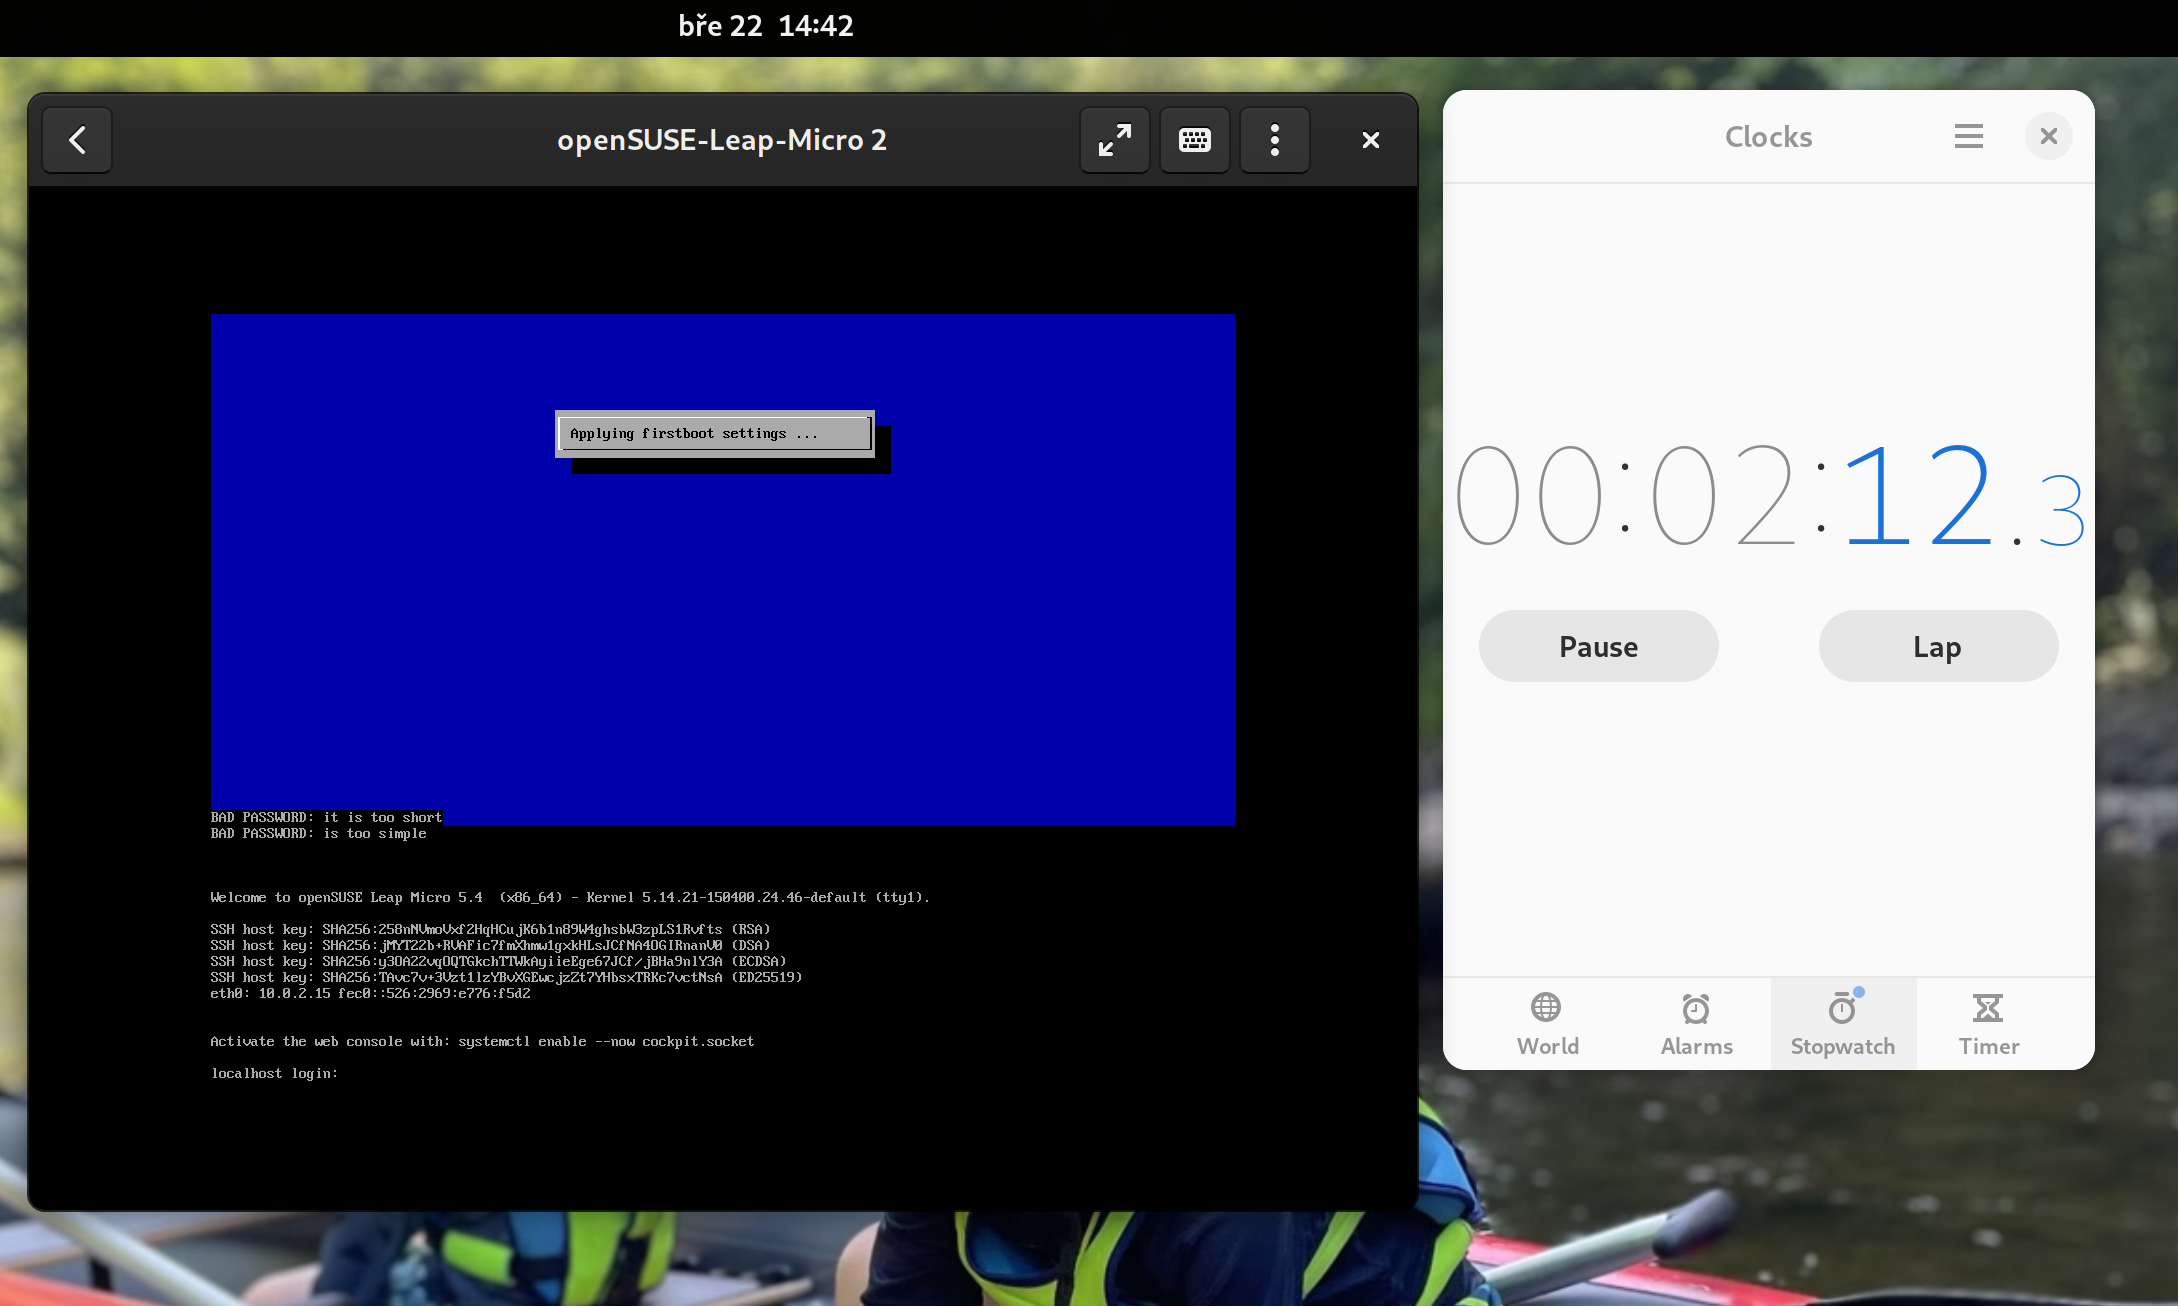 bře 22 14:42
openSUSE-Leap-Micro 2
Applying firstboot settings ...
BAD PASSWORD: it is too short
BAD PASSWORD: is too simple
Welcome to openSUSE Leap Micro 5.4 (x86_64) - Kernel 5.14.21-150400.24.46-default (tty1).
SSH host key: SHA256:258nNVmoVxf2HqHCujK6b1n89W4ghsbW3zpLS1Rvfts (RSA)
SSH host key: SHA256:jMYT22b+RVAFic7fmXhmw1gxkHLsJCfNA4OGIRnanV0 (DSA)
SSH host key: SHA256:y3OA22vqOQTGkchTTWkAyiieEge67JCf/jBHa9nlY3A (ECDSA)
SSH host key: SHA256:TAvc7v+3Vzt1lzYBvXGEwcjzZt7YHbsxTRKc7vctNsA (ED25519)
eth0: 10.0.2.15 fec0::526:2969:e776:f5d2
Activate the web console with: systemctl enable --now cockpit.socket
localhost login:
Clocks
00:02:12.3
Pause Lap
World Alarms Stopwatch Timer